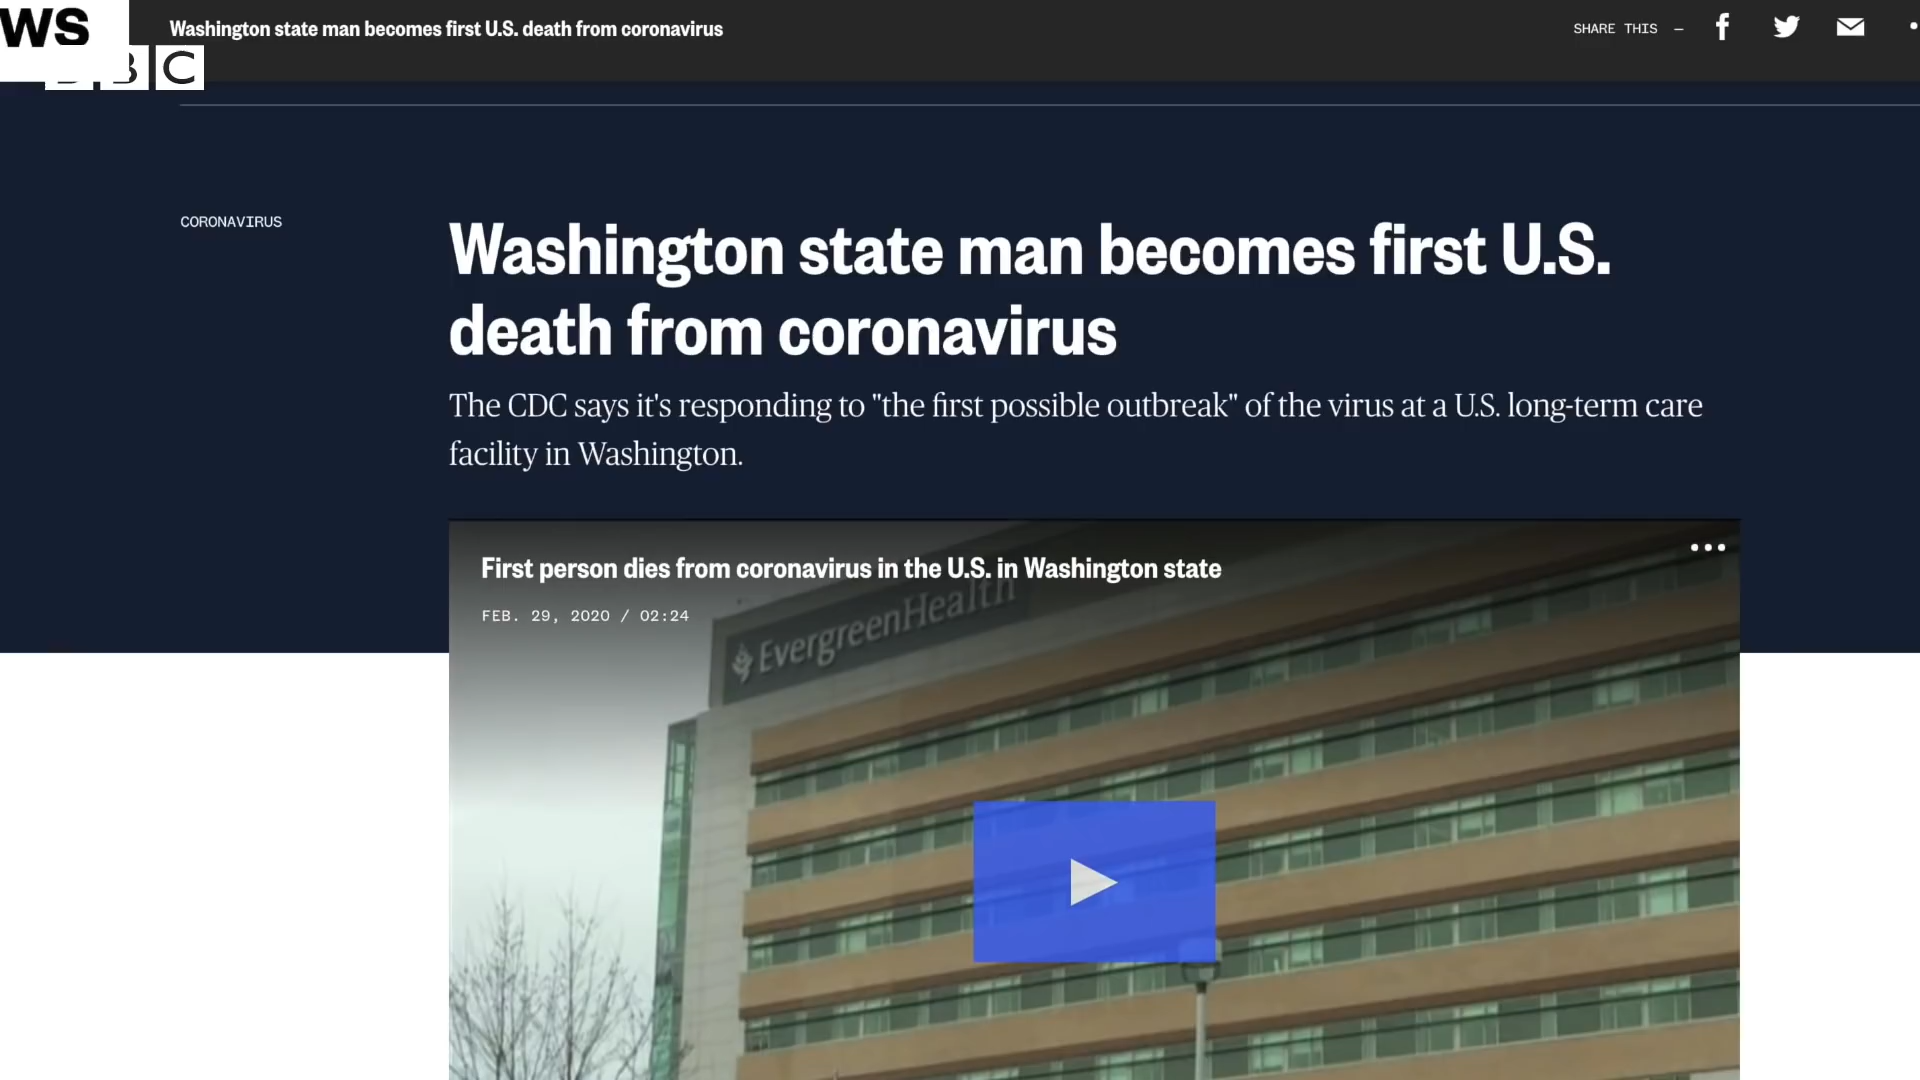 WS
Washington state man becomes first U.S. death from coronavirus
SHARE THIS –
BBC
CORONAVIRUS
Washington state man becomes first U.S.
death from coronavirus
The CDC says it's responding to "the first possible outbreak" of the virus at a U.S. long-term care
facility in Washington.
First person dies from coronavirus in the U.S. in Washington state
FEB. 29, 2020 / 02:24
EvergreenHealth